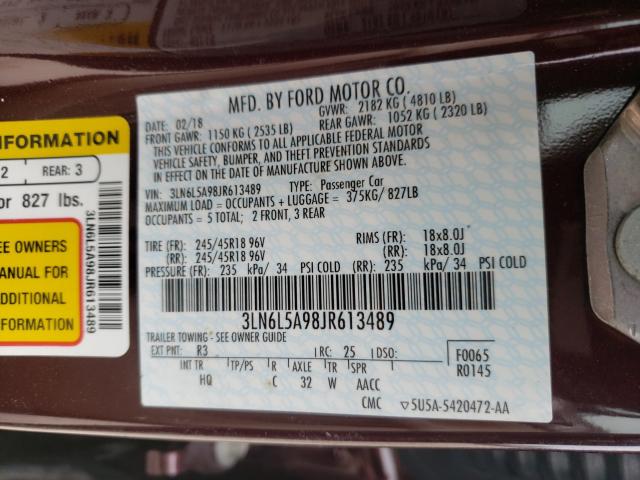 MFD. BY FORD MOTOR CO.
DATE: 02/18
GVWR: 2182 KG ( 4810 LB)
FRONT GAWR: 1150 KG ( 2535 LB)
REAR GAWR: 1052 KG ( 2320 LB)
THIS VEHICLE CONFORMS TO ALL APPLICABLE FEDERAL MOTOR
VEHICLE SAFETY, BUMPER, AND THEFT PREVENTION STANDARDS
IN EFFECT ON THE DATE OF MANUFACTURE SHOWN ABOVE.
VIN: 3LN6L5A98JR613489 TYPE: Passenger Car
MAXIMUM LOAD = OCCUPANTS + LUGGAGE = 375KG/ 827LB
OCCUPANTS = 5 TOTAL; 2 FRONT, 3 REAR
TIRE (FR): 245/45R18 96V RIMS (FR): 18x8.0J
(RR): 245/45R18 96V (RR): 18x8.0J
PRESSURE (FR): 235 kPa/ 34 PSI COLD (RR): 235 kPa/ 34 PSI COLD
3LN6L5A98JR613489
TRAILER TOWING- SEE OWNER GUIDE
EXT PNT: R3 RC: 25 DSO: F0065
R0145
INT TR TP/PS R AXLE TR SPR
HQ C 32 W AACC
CMC ▽5U5A-5420472-AA
INFORMATION
2 REAR: 3
or 827 lbs.
EE OWNERS
MANUAL FOR
ADDITIONAL
3LN6L5A98JR613489